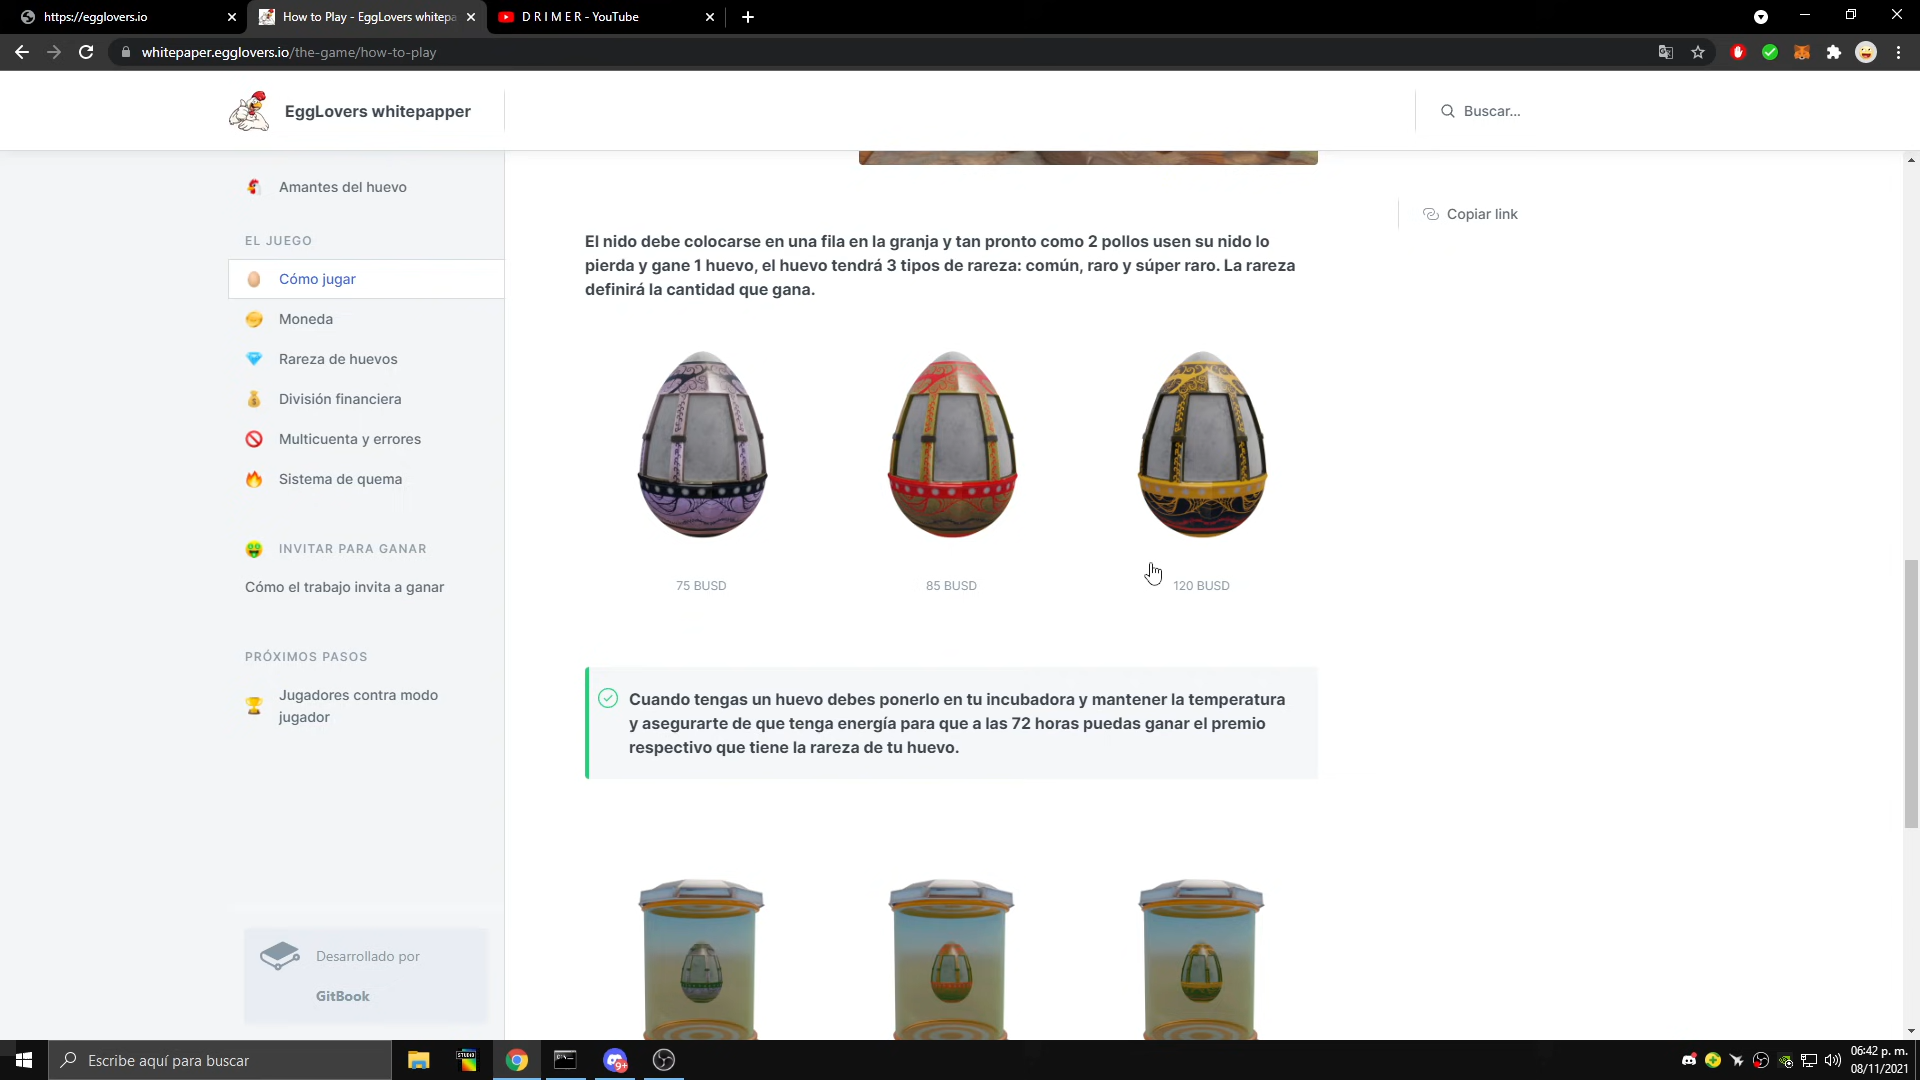 https://egglovers.io
How to Play - EggLovers whitepa
D R I M E R - YouTube
whitepaper.egglovers.io/the-game/how-to-play
EggLovers whitepapper
Buscar...
Amantes del huevo
EL JUEGO
Cómo jugar
Moneda
Rareza de huevos
División financiera
Multicuenta y errores
Sistema de quema
INVITAR PARA GANAR
Cómo el trabajo invita a ganar
PRÓXIMOS PASOS
Jugadores contra modo
jugador
Desarrollado por
GitBook
El nido debe colocarse en una fila en la granja y tan pronto como 2 pollos usen su nido lo
pierda y gane 1 huevo, el huevo tendrá 3 tipos de rareza: común, raro y súper raro. La rareza
definirá la cantidad que gana.
75 BUSD
85 BUSD
120 BUSD
Cuando tengas un huevo debes ponerlo en tu incubadora y mantener la temperatura
y asegurarte de que tenga energía para que a las 72 horas puedas ganar el premio
respectivo que tiene la rareza de tu huevo.
Copiar link
Escribe aquí para buscar
STUDIO
9+
06:42 p. m.
08/11/2021